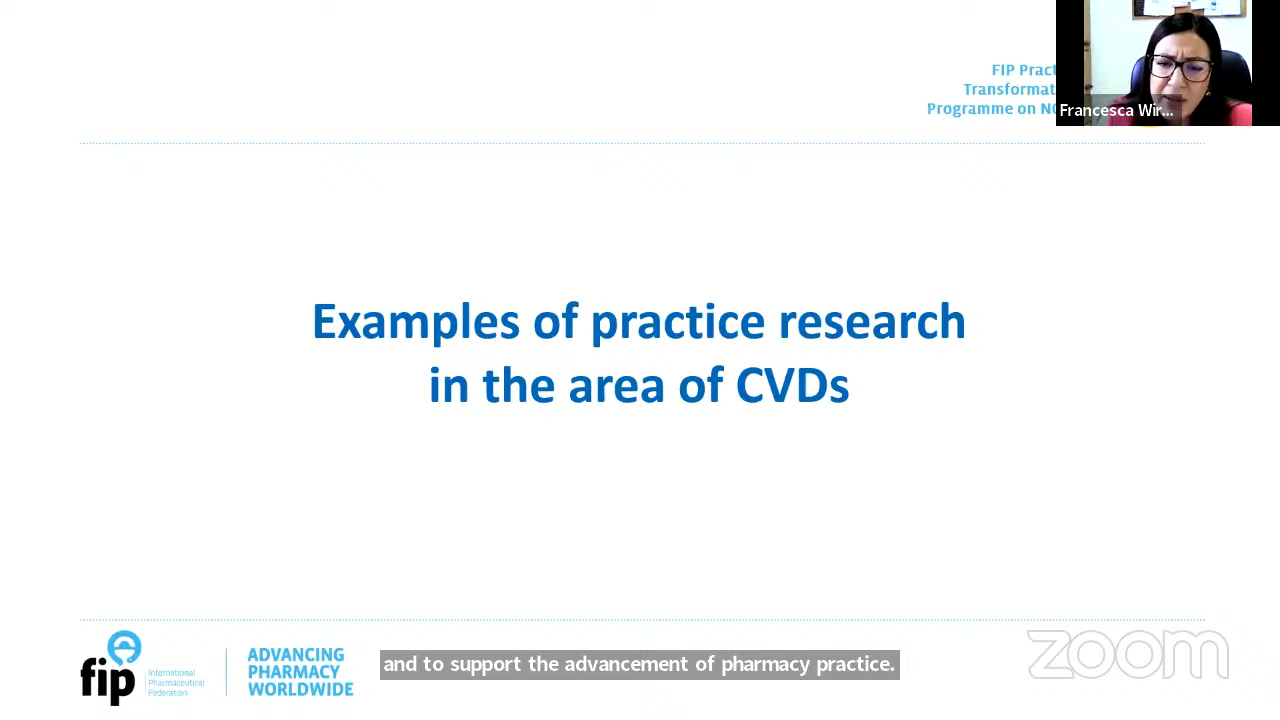 FIP Pract
Transformat
Programme on NC
Francesca Wir...
Examples of practice research
in the area of CVDs
fip
International
Pharmaceutical
Federation
ADVANCING
PHARMACY
WORLDWIDE
and to support the advancement of pharmacy practice.
zoom